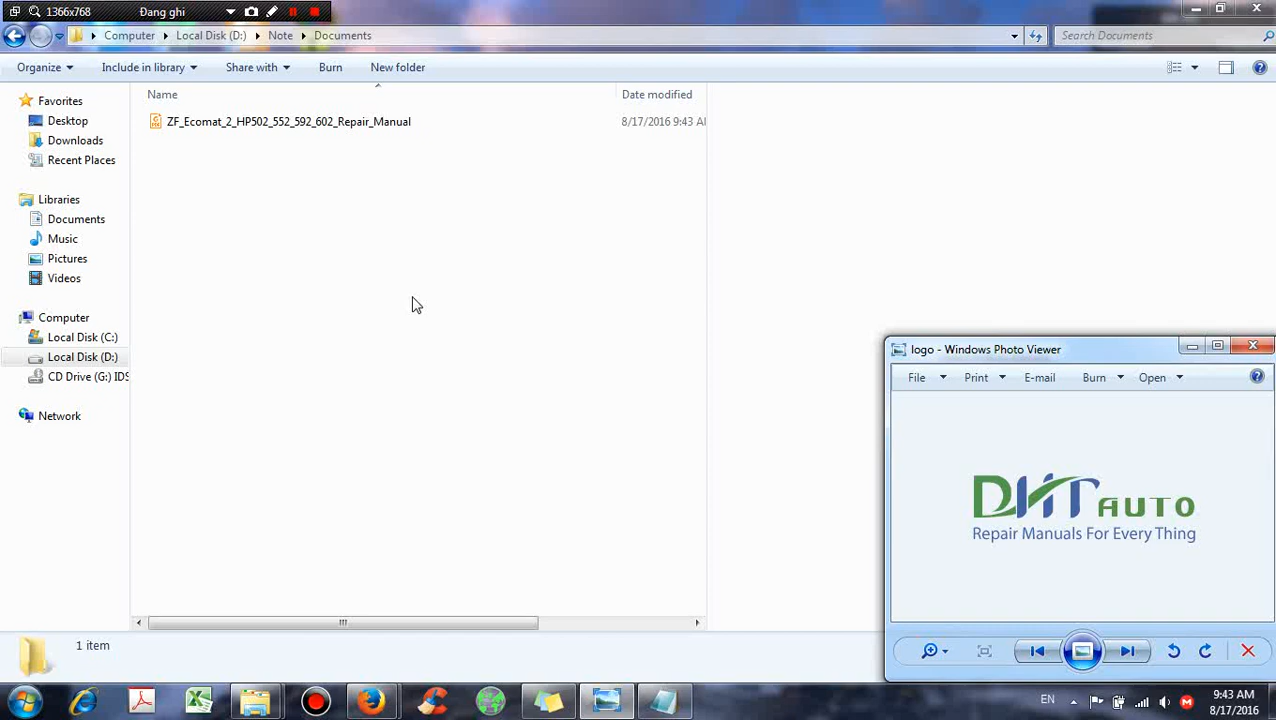 1366x768 Đang ghi
Computer Local Disk (D:) Note Documents
Search Documents
Organize Include in library Share with Burn New folder
Name Date modified
ZF_Ecomat_2_HP502_552_592_602_Repair_Manual 8/17/2016 9:43 AM
Favorites
Desktop
Downloads
Recent Places
Libraries
Documents
Music
Pictures
Videos
Computer
Local Disk (C:)
Local Disk (D:)
CD Drive (G:) IDS
Network
logo - Windows Photo Viewer
File Print E-mail Burn Open
DHT AUTO
Repair Manuals For Every Thing
1 item
EN
9:43 AM
8/17/2016